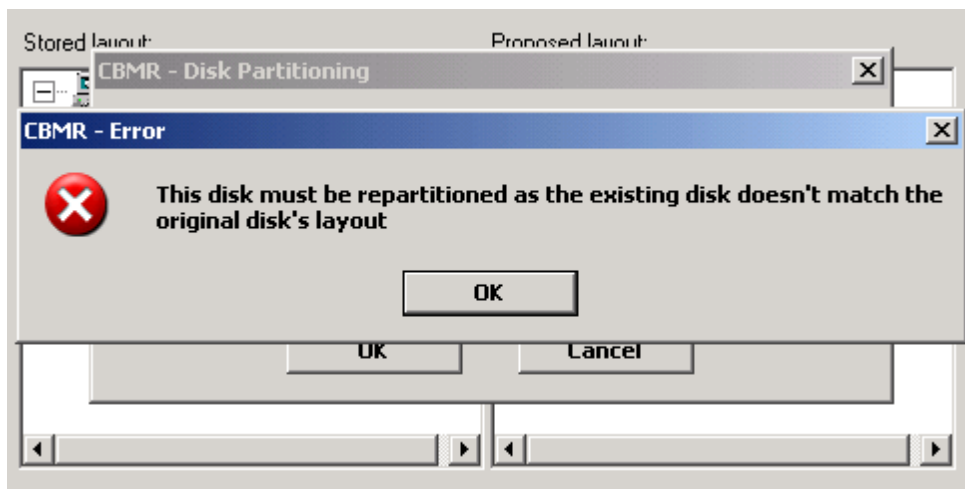 Stored layout:
Proposed layout:
CBMR - Disk Partitioning
CBMR - Error
This disk must be repartitioned as the existing disk doesn't match the
original disk's layout
OK
OK
Cancel